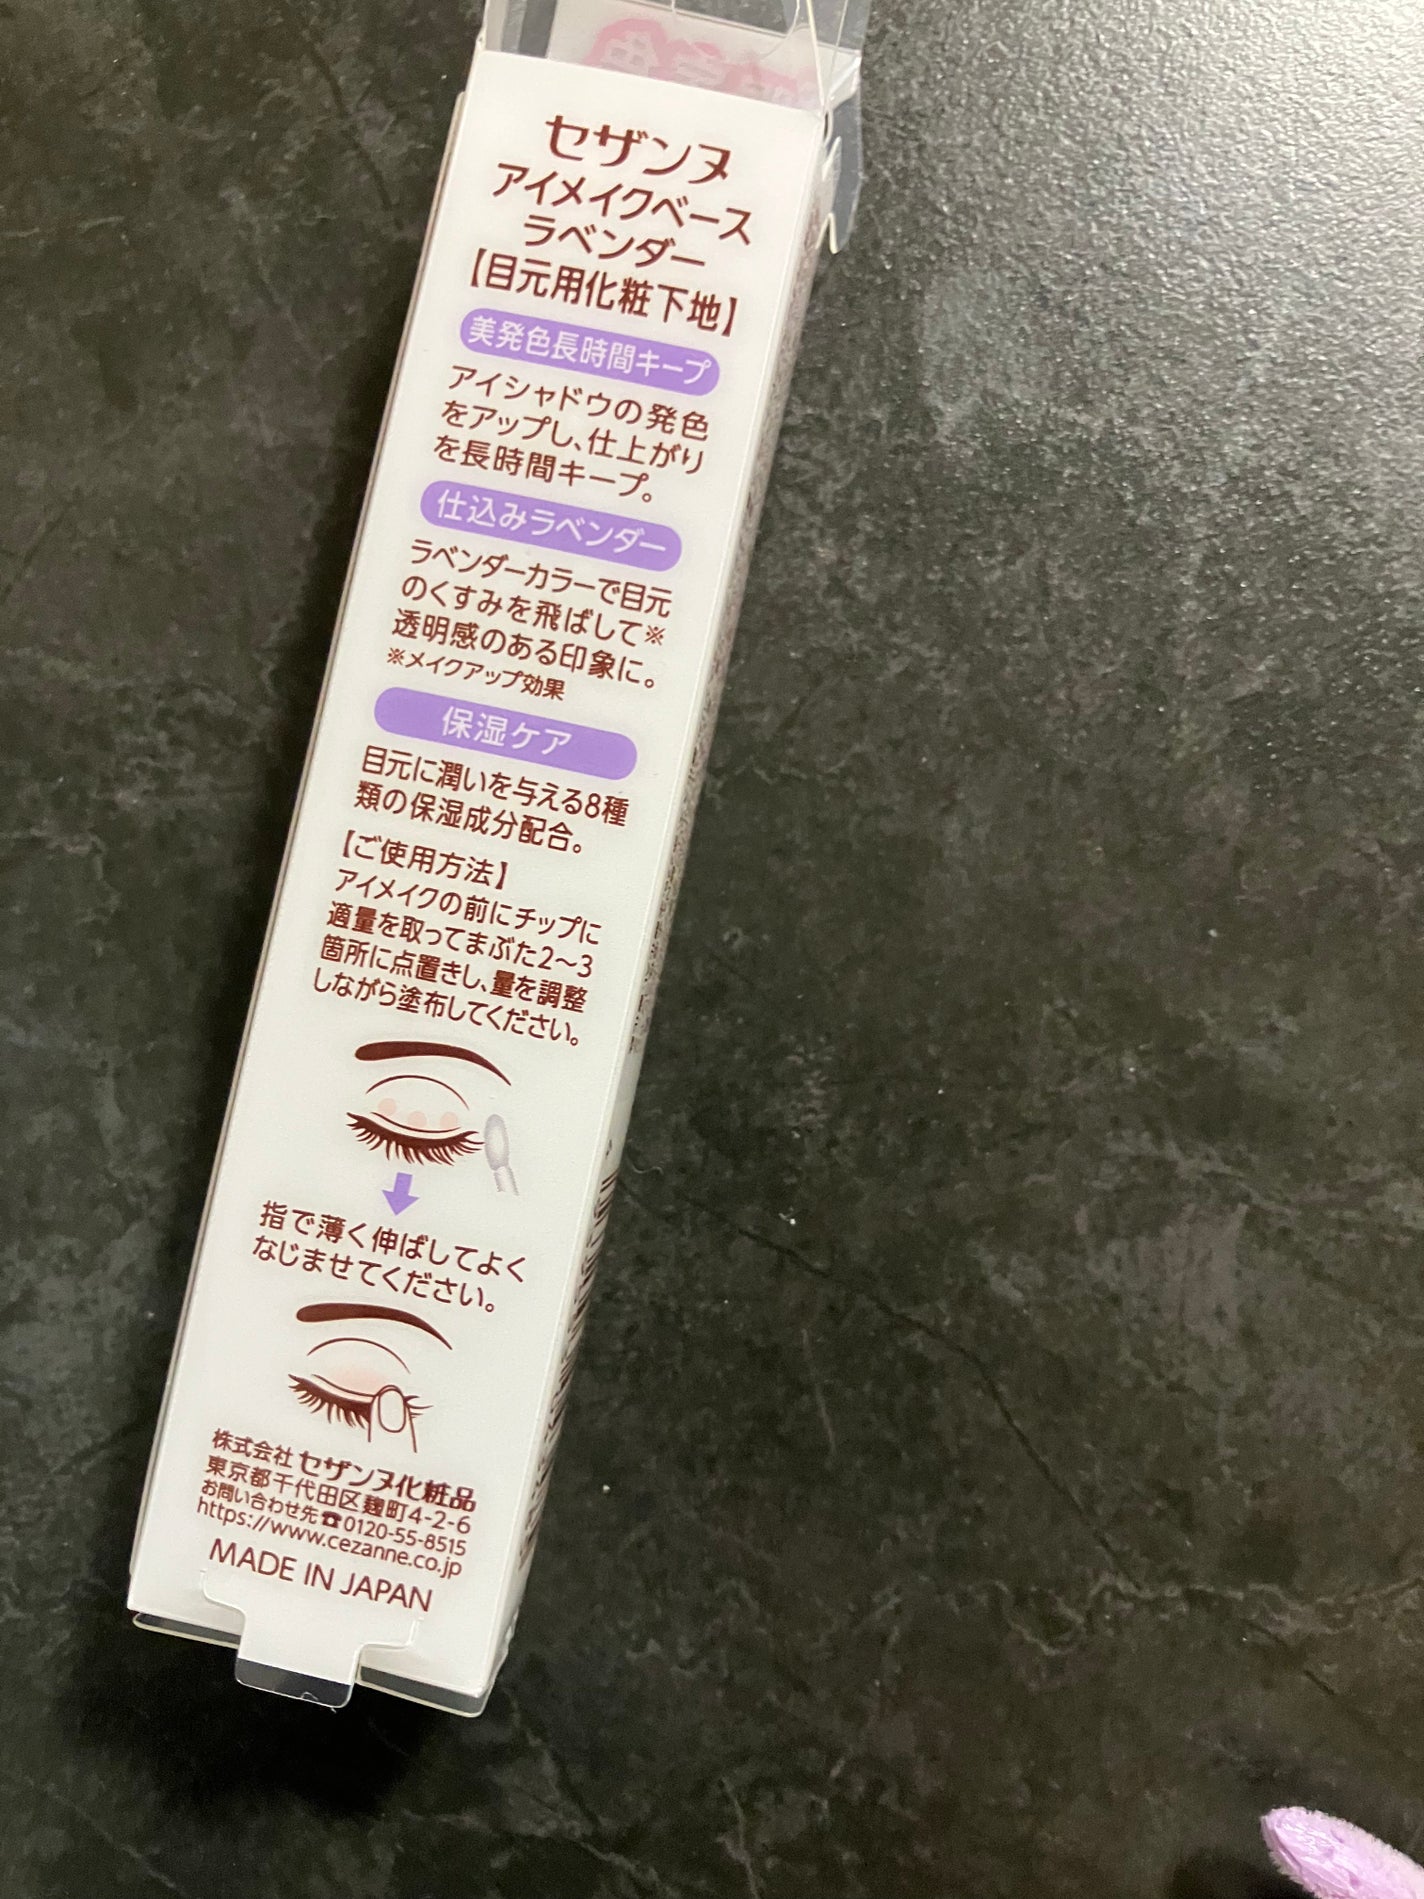 セザンヌ
アイメイクベース
ラベンダー
【目元用化粧下地】
美発色長時間キープ
アイシャドウの発色
をアップし、仕上がり
を長時間キープ。
仕込みラベンダー
ラベンダーカラーで目元
のくすみを飛ばして※
透明感のある印象に。
※メイクアップ効果
保湿ケア
目元に潤いを与える8種
類の保湿成分配合。
【ご使用方法】
アイメイクの前にチップに
適量を取ってまぶた2〜3
箇所に点置きし、量を調整
しながら塗布してください。
指で薄く伸ばしてよく
なじませてください。
株式会社セザンヌ化粧品
東京都千代田区麹町4-2-6
お問い合わせ先☎0120-55-8515
https://www.cezanne.co.jp
MADE IN JAPAN